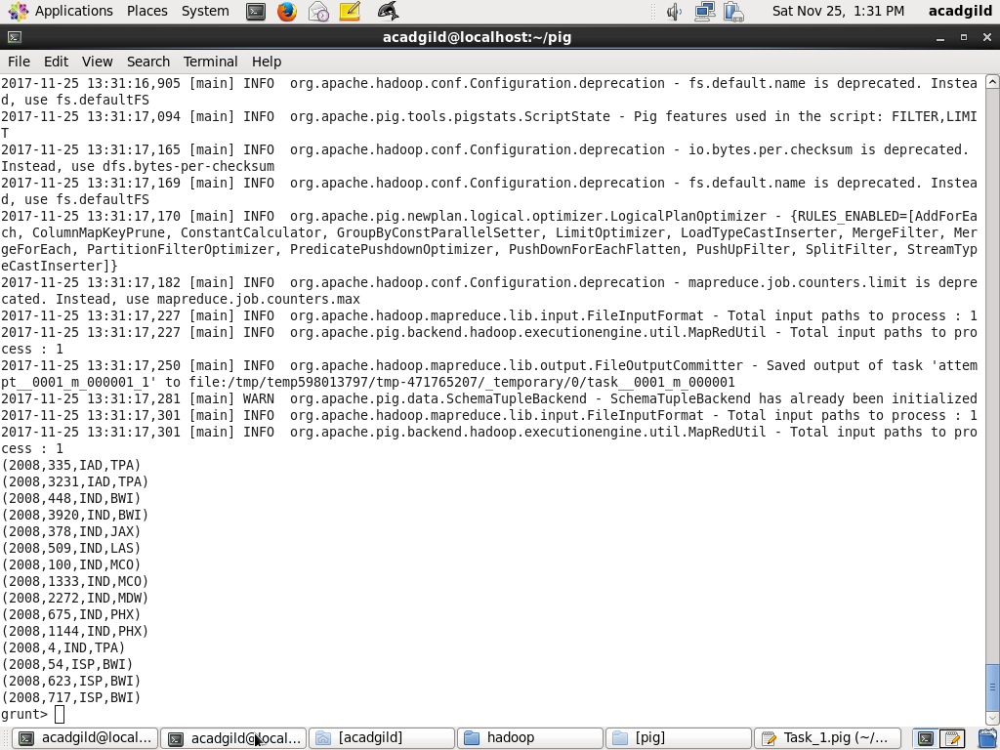 Applications Places System Sat Nov 25, 1:31 PM acadgild
acadgild@localhost:~/pig
File Edit View Search Terminal Help
2017-11-25 13:31:16,905 [main] INFO  org.apache.hadoop.conf.Configuration.deprecation - fs.default.name is deprecated. Instea
d, use fs.defaultFS
2017-11-25 13:31:17,094 [main] INFO  org.apache.pig.tools.pigstats.ScriptState - Pig features used in the script: FILTER,LIMI
T
2017-11-25 13:31:17,165 [main] INFO  org.apache.hadoop.conf.Configuration.deprecation - io.bytes.per.checksum is deprecated.
Instead, use dfs.bytes-per-checksum
2017-11-25 13:31:17,169 [main] INFO  org.apache.hadoop.conf.Configuration.deprecation - fs.default.name is deprecated. Instea
d, use fs.defaultFS
2017-11-25 13:31:17,170 [main] INFO  org.apache.pig.newplan.logical.optimizer.LogicalPlanOptimizer - {RULES_ENABLED=[AddForEa
ch, ColumnMapKeyPrune, ConstantCalculator, GroupByConstParallelSetter, LimitOptimizer, LoadTypeCastInserter, MergeFilter, Mer
geForEach, PartitionFilterOptimizer, PredicatePushdownOptimizer, PushDownForEachFlatten, PushUpFilter, SplitFilter, StreamTyp
eCastInserter]}
2017-11-25 13:31:17,182 [main] INFO  org.apache.hadoop.conf.Configuration.deprecation - mapreduce.job.counters.limit is depre
cated. Instead, use mapreduce.job.counters.max
2017-11-25 13:31:17,227 [main] INFO  org.apache.hadoop.mapreduce.lib.input.FileInputFormat - Total input paths to process : 1
2017-11-25 13:31:17,227 [main] INFO  org.apache.pig.backend.hadoop.executionengine.util.MapRedUtil - Total input paths to pro
cess : 1
2017-11-25 13:31:17,250 [main] INFO  org.apache.hadoop.mapreduce.lib.output.FileOutputCommitter - Saved output of task 'attem
pt__0001_m_000001_1' to file:/tmp/temp598013797/tmp-471765207/_temporary/0/task__0001_m_000001
2017-11-25 13:31:17,281 [main] WARN  org.apache.pig.data.SchemaTupleBackend - SchemaTupleBackend has already been initialized
2017-11-25 13:31:17,301 [main] INFO  org.apache.hadoop.mapreduce.lib.input.FileInputFormat - Total input paths to process : 1
2017-11-25 13:31:17,301 [main] INFO  org.apache.pig.backend.hadoop.executionengine.util.MapRedUtil - Total input paths to pro
cess : 1
(2008,335,IAD,TPA)
(2008,3231,IAD,TPA)
(2008,448,IND,BWI)
(2008,3920,IND,BWI)
(2008,378,IND,JAX)
(2008,509,IND,LAS)
(2008,100,IND,MCO)
(2008,1333,IND,MCO)
(2008,2272,IND,MDW)
(2008,675,IND,PHX)
(2008,1144,IND,PHX)
(2008,4,IND,TPA)
(2008,54,ISP,BWI)
(2008,623,ISP,BWI)
(2008,717,ISP,BWI)
grunt>
acadgild@local... acadgild@local... [acadgild] hadoop [pig] Task_1.pig (~/...